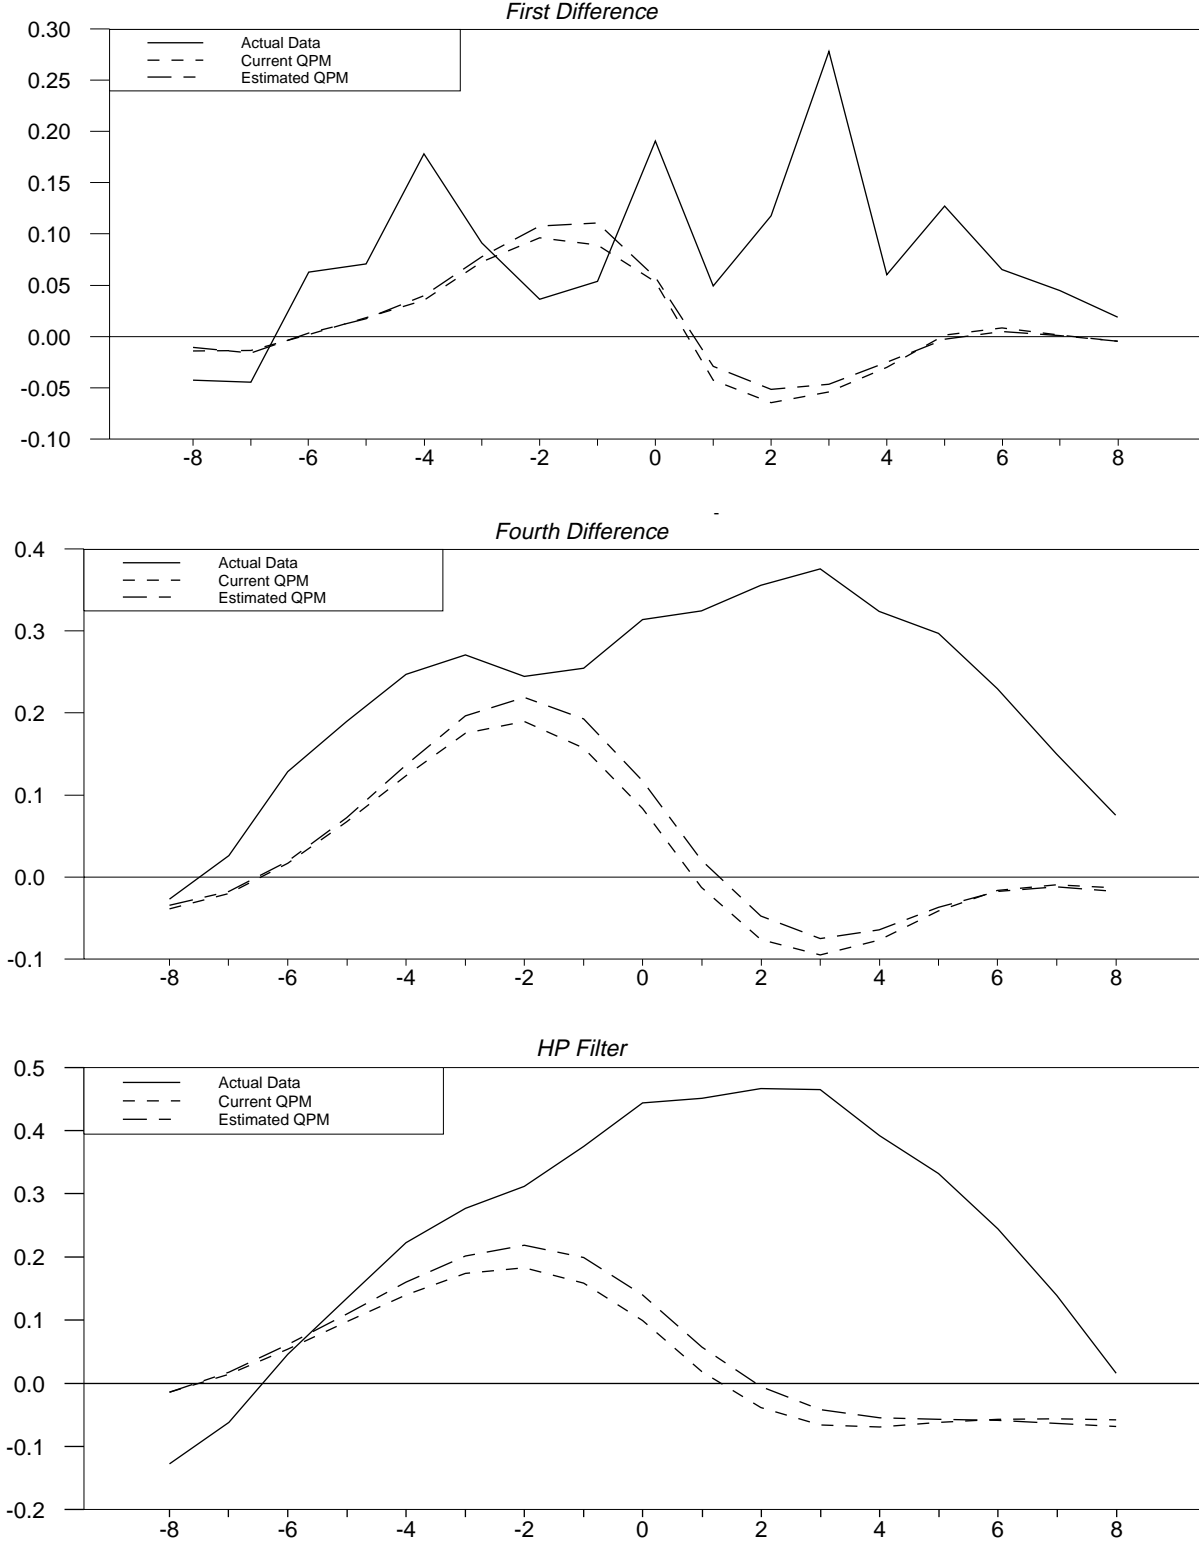 First Difference
0.30
Actual Data
Current QPM
Estimated QPM
0.25
0.20
0.15
0.10
0.05
0.00
-0.05
-0.10
-8 -6 -4 -2 0 2 4 6 8
-
Fourth Difference
0.4
Actual Data
Current QPM
Estimated QPM
0.3
0.2
0.1
0.0
-0.1
-8 -6 -4 -2 0 2 4 6 8
HP Filter
0.5
Actual Data
Current QPM
Estimated QPM
0.4
0.3
0.2
0.1
0.0
-0.1
-0.2
-8 -6 -4 -2 0 2 4 6 8